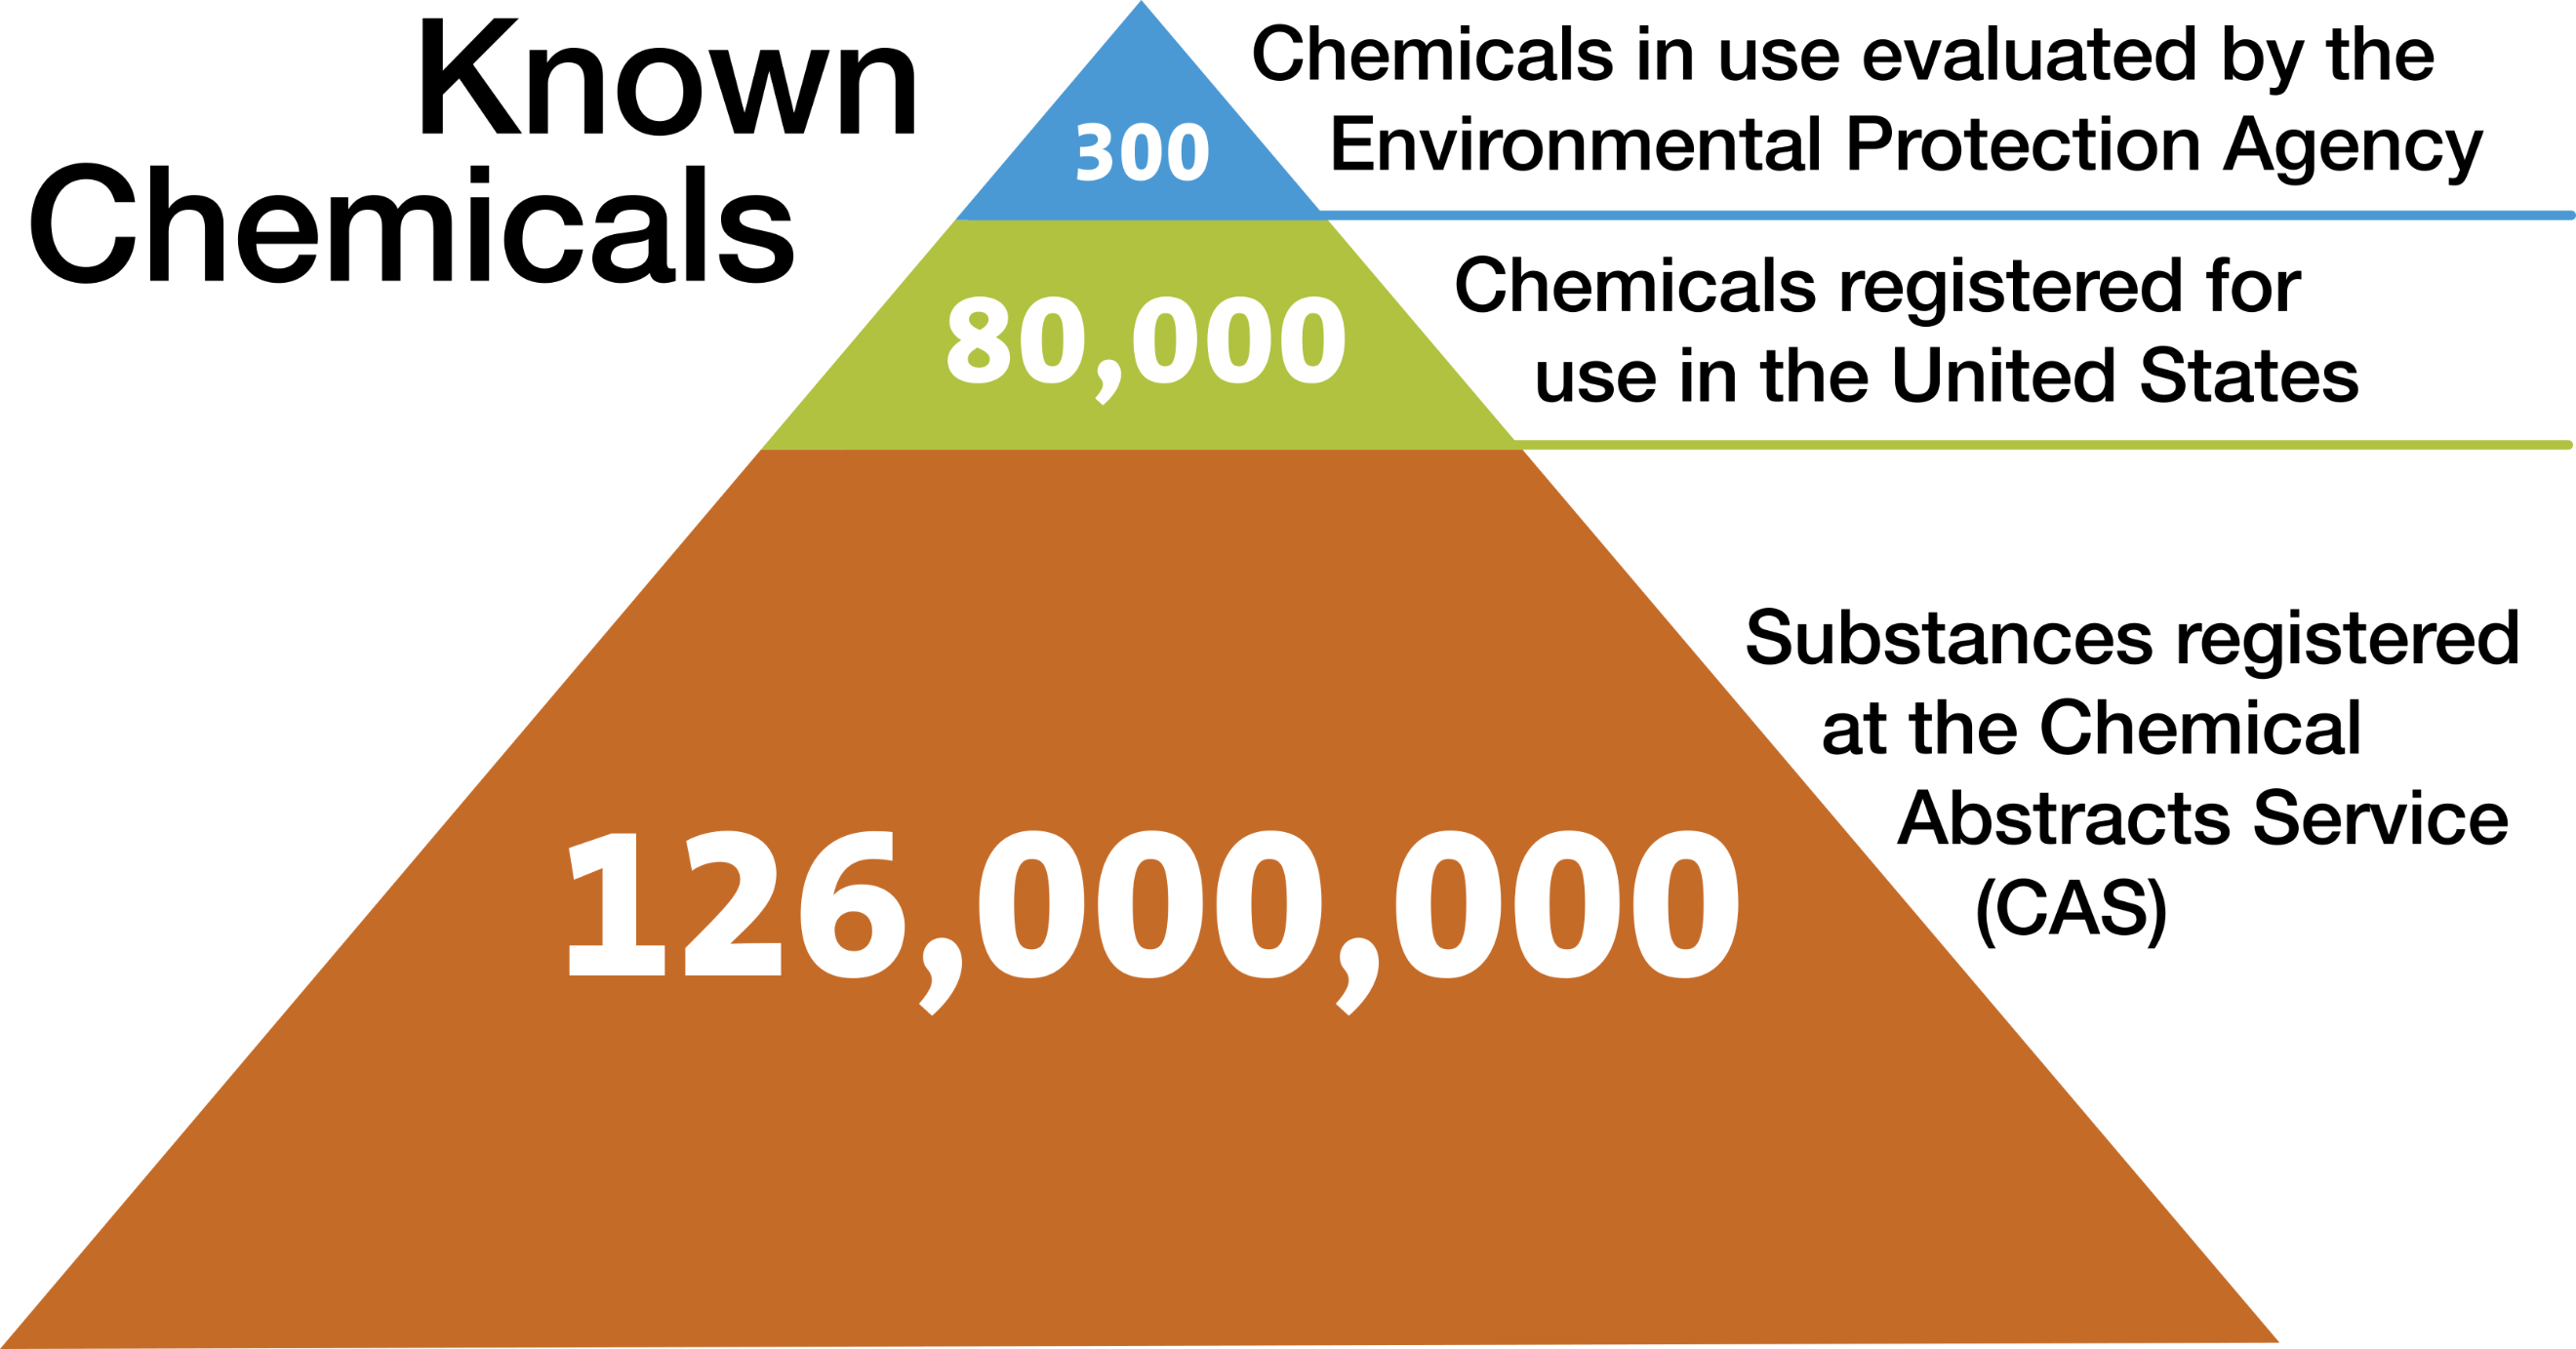 Known
Chemicals
300
Chemicals in use evaluated by the
Environmental Protection Agency
80,000
Chemicals registered for
use in the United States
126,000,000
Substances registered
at the Chemical
Abstracts Service
(CAS)